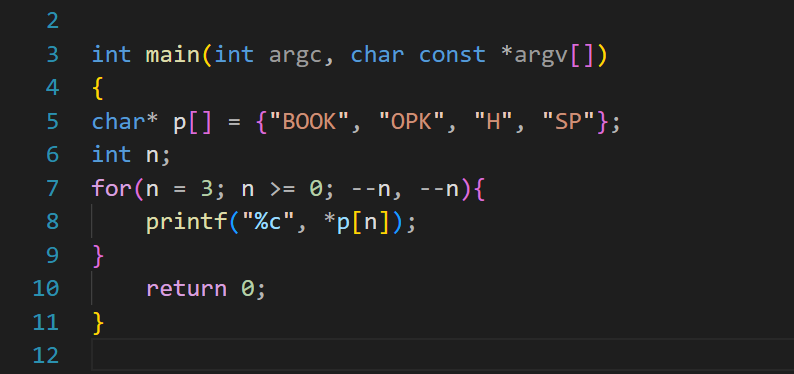 2
3 int main(int argc, char const *argv[])
4 {
5 char* p[] = {"BOOK", "OPK", "H", "SP"};
6 int n;
7 for(n = 3; n >= 0; --n, --n){
8     printf("%c", *p[n]);
9 }
10     return 0;
11 }
12